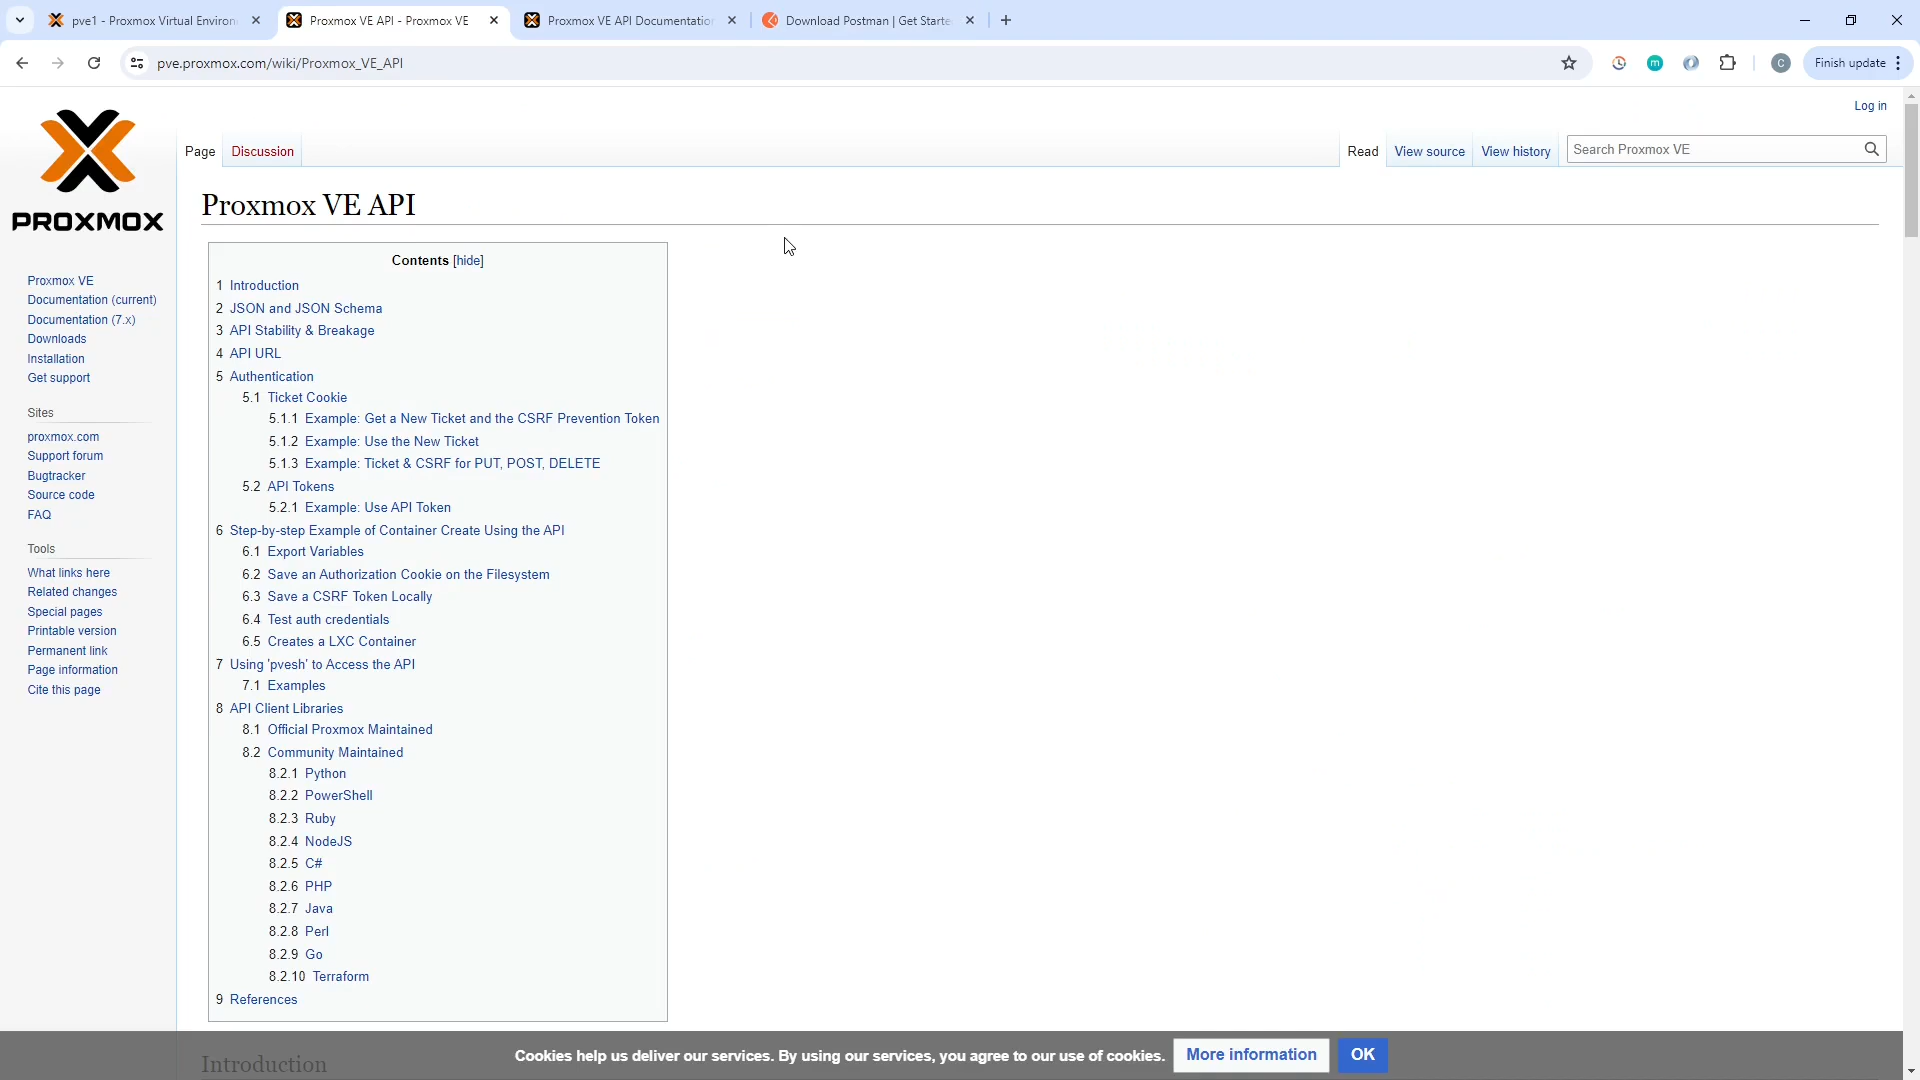 pve1 - Proxmox Virtual Environ
Proxmox VE API - Proxmox VE
Proxmox VE API Documentation
Download Postman | Get Starte
pve.proxmox.com/wiki/Proxmox_VE_API
m
C
Finish update
Log in
PROXMOX
Page
Discussion
Read
View source
View history
Search Proxmox VE
Proxmox VE API
Proxmox VE
Documentation (current)
Documentation (7.x)
Downloads
Installation
Get support
Sites
proxmox.com
Support forum
Bugtracker
Source code
FAQ
Tools
What links here
Related changes
Special pages
Printable version
Permanent link
Page information
Cite this page
Contents [hide]
1 Introduction
2 JSON and JSON Schema
3 API Stability & Breakage
4 API URL
5 Authentication
5.1 Ticket Cookie
5.1.1 Example: Get a New Ticket and the CSRF Prevention Token
5.1.2 Example: Use the New Ticket
5.1.3 Example: Ticket & CSRF for PUT, POST, DELETE
5.2 API Tokens
5.2.1 Example: Use API Token
6 Step-by-step Example of Container Create Using the API
6.1 Export Variables
6.2 Save an Authorization Cookie on the Filesystem
6.3 Save a CSRF Token Locally
6.4 Test auth credentials
6.5 Creates a LXC Container
7 Using 'pvesh' to Access the API
7.1 Examples
8 API Client Libraries
8.1 Official Proxmox Maintained
8.2 Community Maintained
8.2.1 Python
8.2.2 PowerShell
8.2.3 Ruby
8.2.4 NodeJS
8.2.5 C#
8.2.6 PHP
8.2.7 Java
8.2.8 Perl
8.2.9 Go
8.2.10 Terraform
9 References
Introduction
Cookies help us deliver our services. By using our services, you agree to our use of cookies.
More information
OK